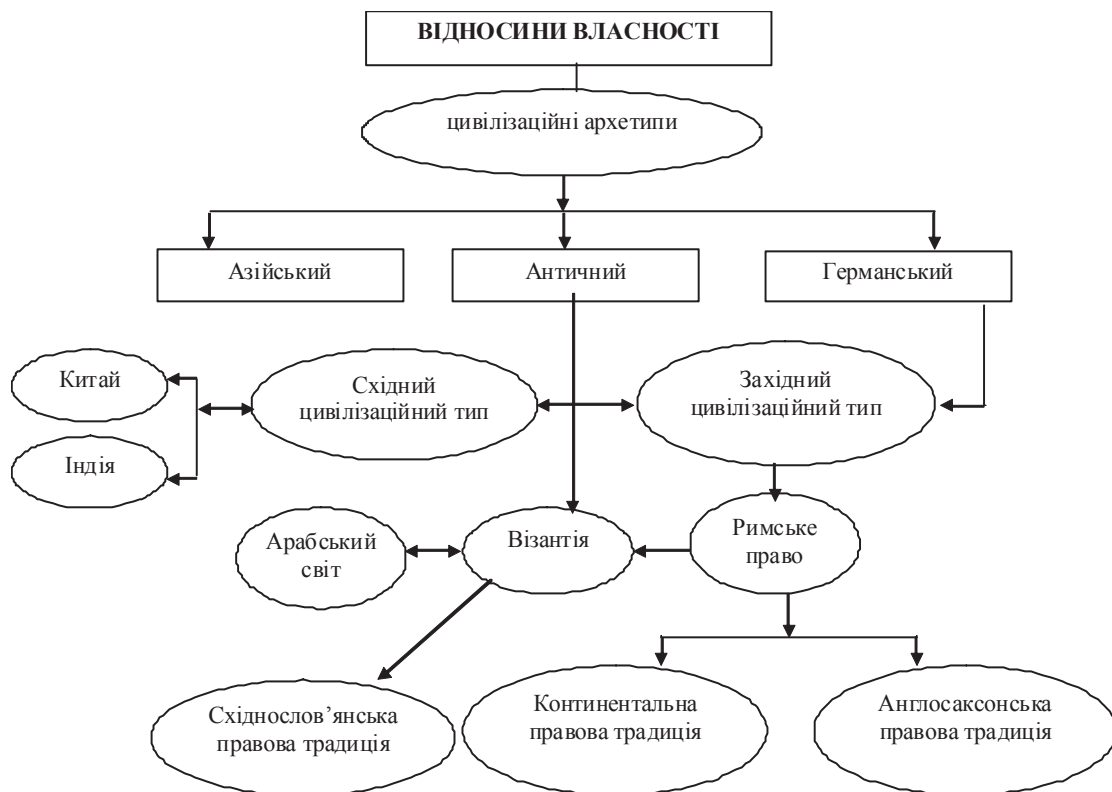 ВІДНОСИНИ ВЛАСНОСТІ
цивілізаційні архетипи
Азійський
Античний
Германський
Китай
Східний
цивілізаційний тип
Західний
цивілізаційний тип
Індія
Арабський
світ
Візантія
Римське
право
Східнослов’янська
правова традиція
Континентальна
правова традиція
Англосаксонська
правова традиція